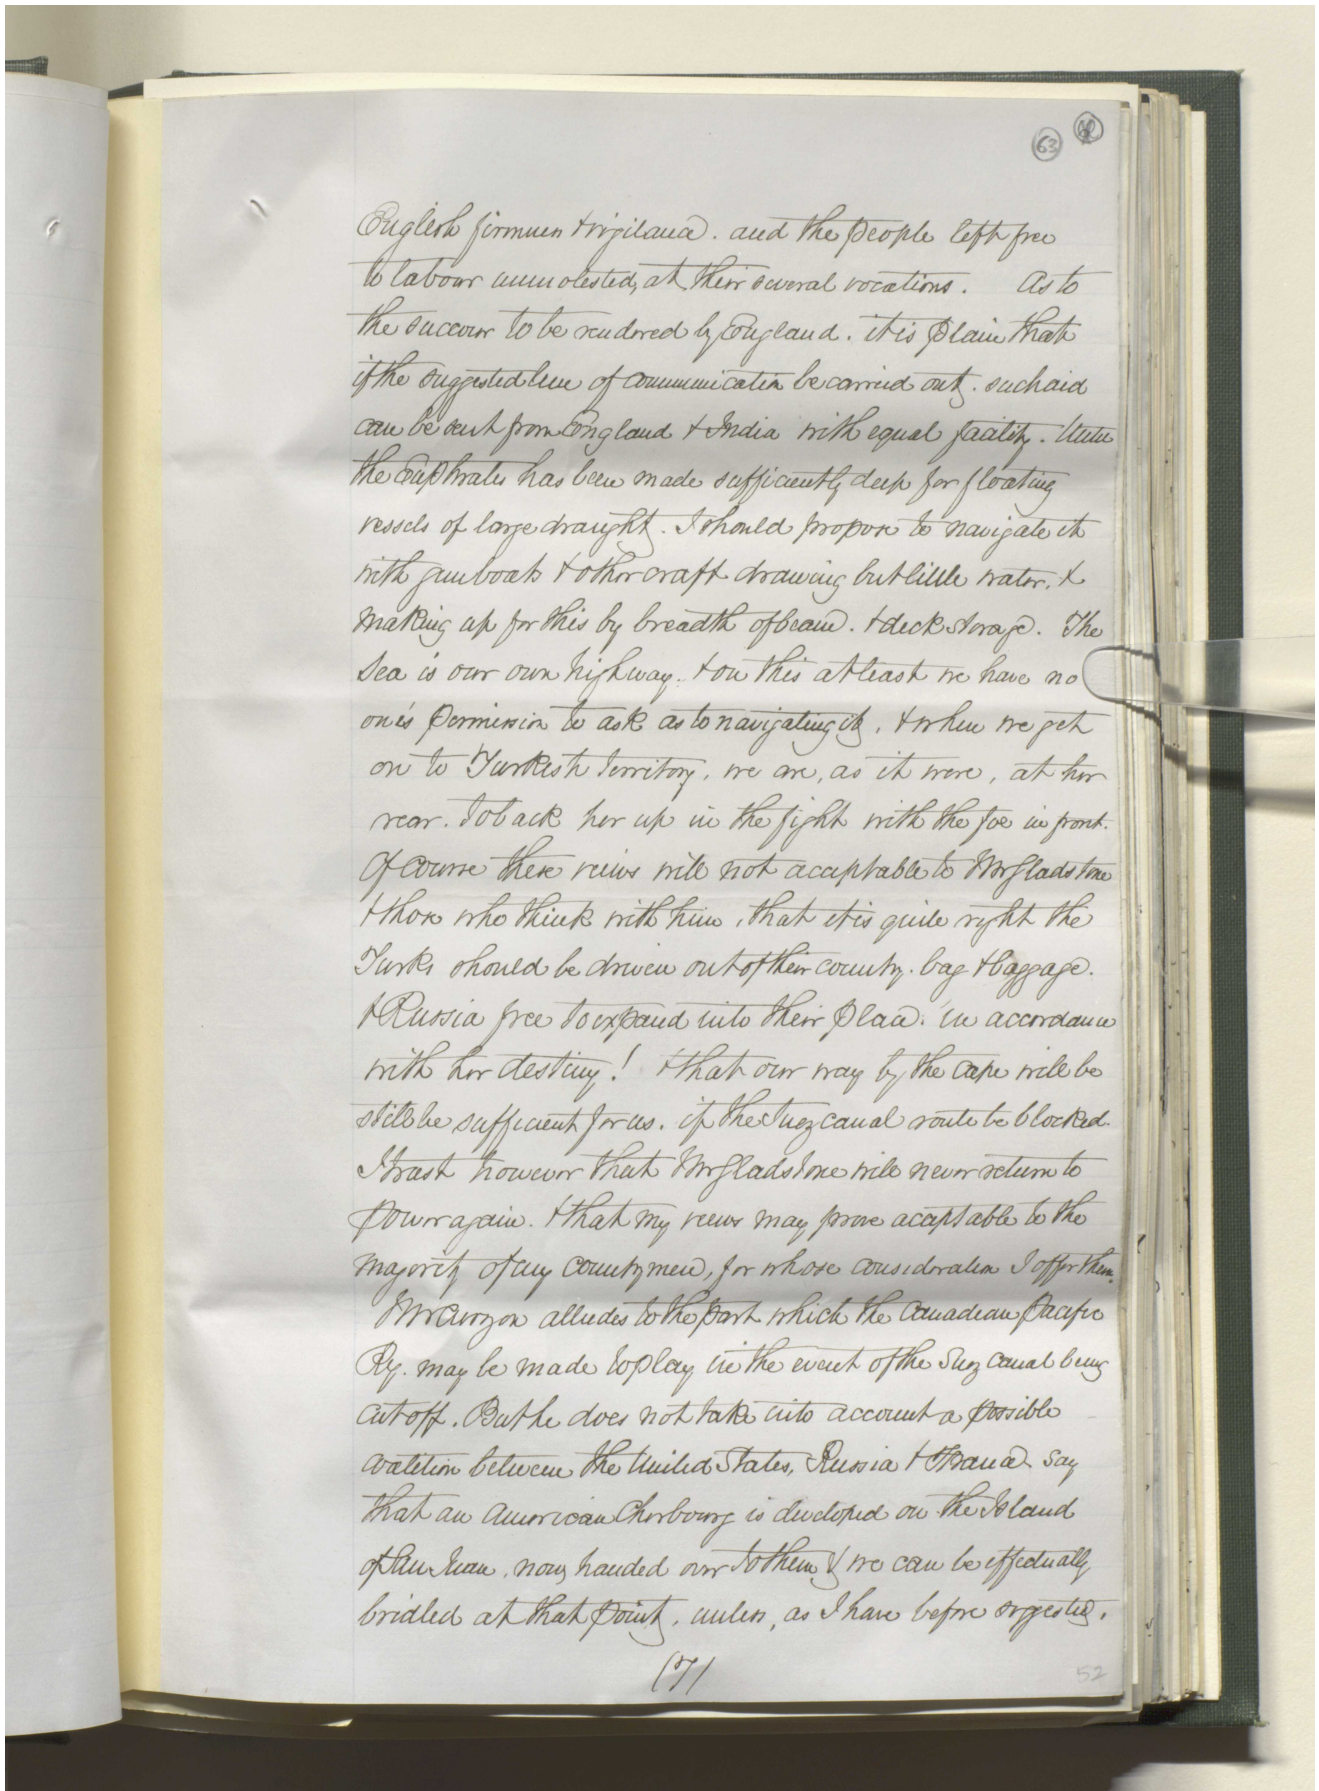 63
English firmness & vigilance. and the people left free
to labour unmolested, at their several vocations. As to
the succour to be rendered by England. it is plain that
if the suggested line of communication be carried out. such aid
can be sent from England & India with equal facility. Until
the Euphrates has been made sufficiently deep for floating
vessels of large draught. I should propose to navigate it
with gunboats & other craft drawing but little water. &
making up for this by breadth of beam. & deck storage. The
Sea is our own highway. & on this at least we have no
one's permission to ask as to navigating it, & when we get
on to Turkish territory, we are, as it were, at her
rear. to back her up in the fight with the foe in front.
Of course these views will not acceptable to Mr Gladstone
& those who think with him, that it is quite right the
Turks should be driven out of their country. bag & baggage.
& Russia free to expand into their place. in accordance
with her destiny! & that our way by the Cape will be
still be sufficient for us. if the Suez canal route be blocked
I trust however that Mr Gladstone will never return to
power again. & that my views may prove acceptable to the
majority of my countrymen, for whose consideration I offer them.
Mr Curzon alludes to the part which the Canadian Pacific
Ry. may be made to play in the event of the Suez canal being
cut off. But he does not take into account a possible
coalition between the United States, Russia & France. Say
that an American Cherbourg is developed on the Island
of San Juan, now handed over to them & we can be effectually
bridled at that point, unless, as I have before suggested,
(7)
52